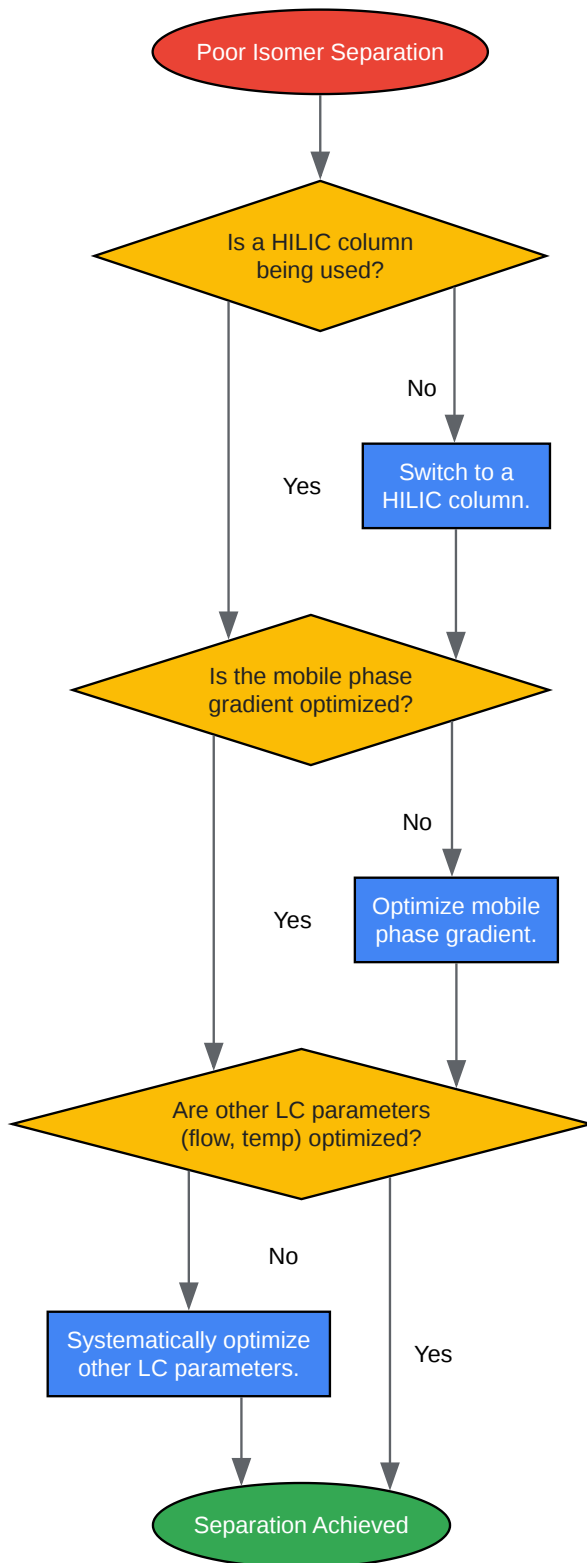 Poor Isomer Separation
Is a HILIC column
being used?
No
Switch to a
HILIC column.
Yes
Is the mobile phase
gradient optimized?
No
Optimize mobile
phase gradient.
Yes
Are other LC parameters
(flow, temp) optimized?
No
Systematically optimize
other LC parameters.
Yes
Separation Achieved